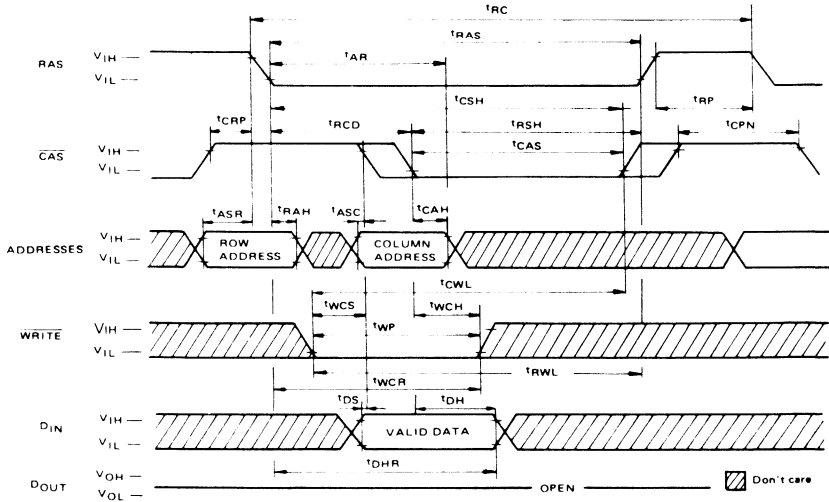 tRC
tRAS
tAR
RAS
VIH
VIL
tCSH
tRP
tCRP
tRCD
tRSH
tCPN
CAS
VIH
VIL
tCAS
tASR
tRAH
tASC
tCAH
ADDRESSES
VIH
VIL
ROW ADDRESS
COLUMN ADDRESS
tCWL
tWCS
tWCH
WRITE
VIH
VIL
tWP
tRWL
tWCR
tDS
tDH
DIN
VIH
VIL
VALID DATA
tDHR
DOUT
VOH
VOL
OPEN
Don't care